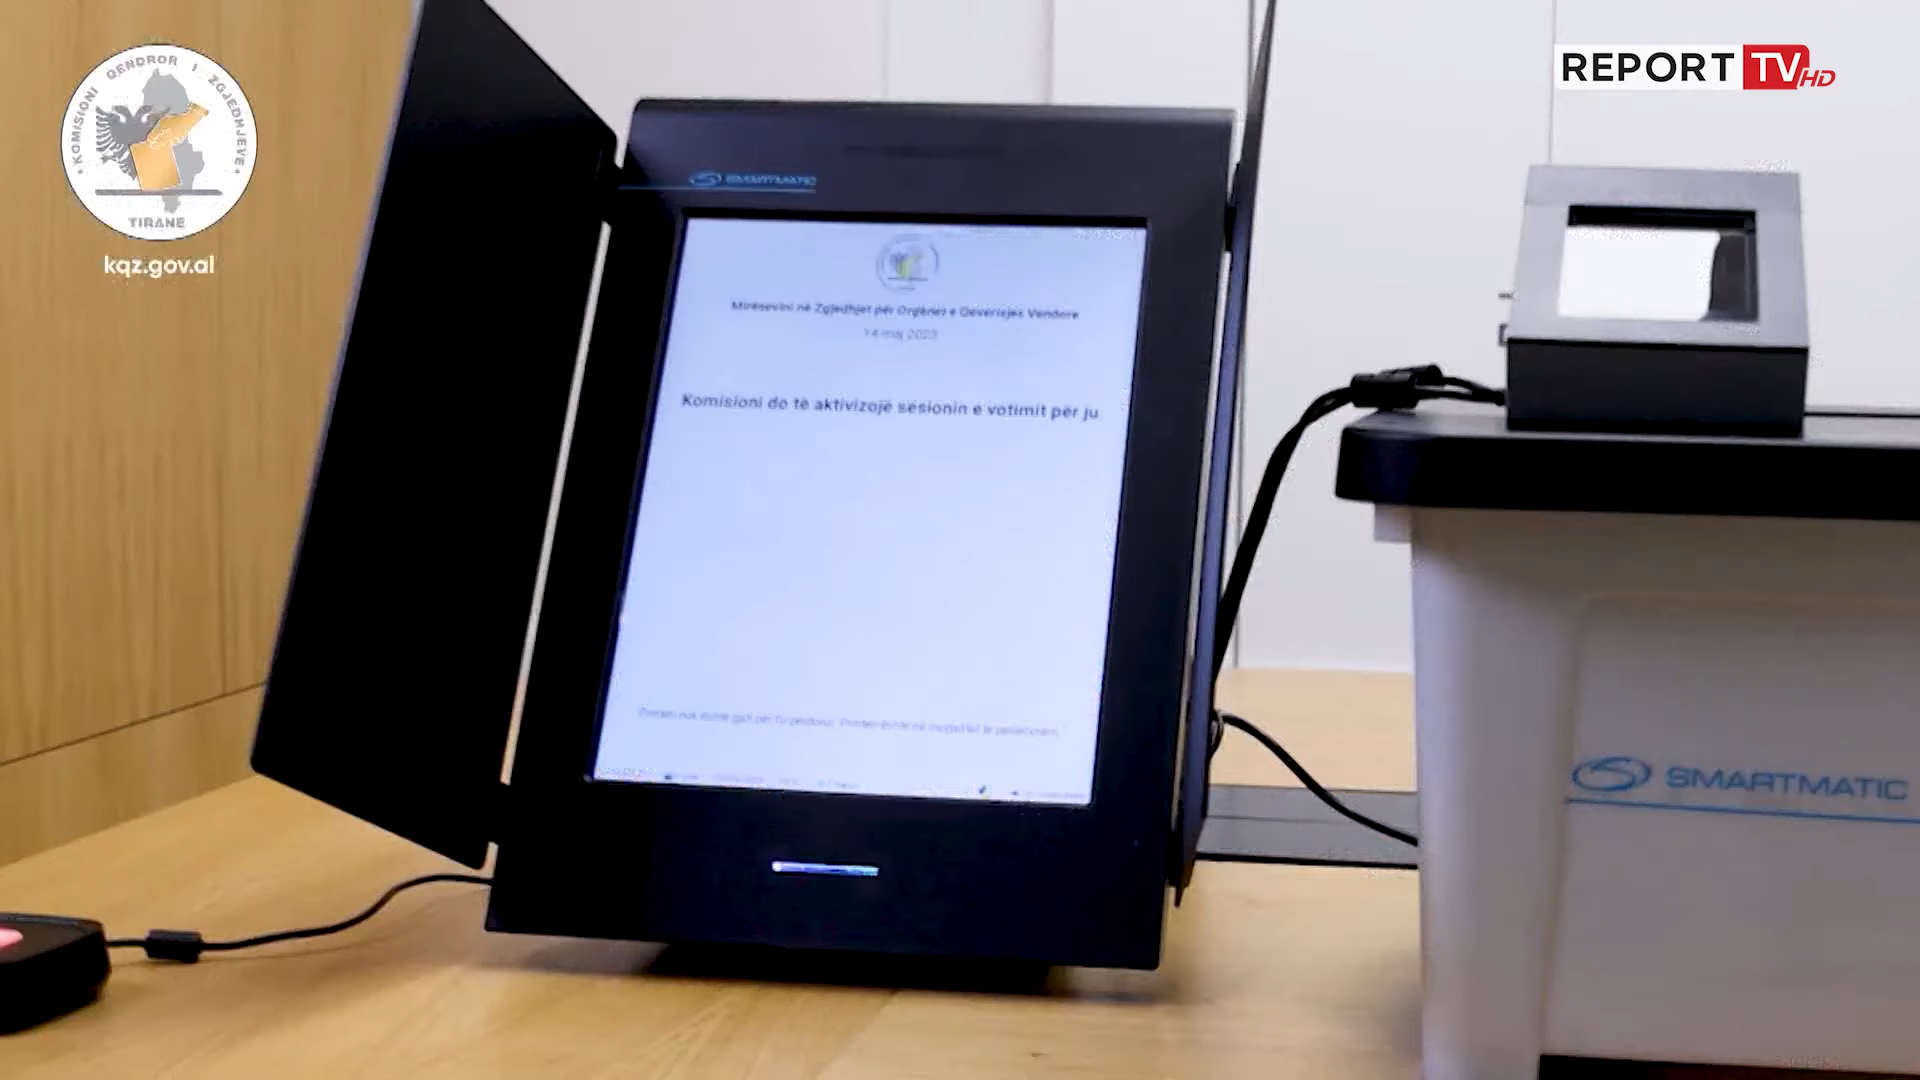 KOMISIONI QENDROR I ZGJEDHJEVE
TIRANE
kqz.gov.al
REPORT TV HD
SMARTMATIC
Mirësevini në Zgjedhjet për Organet e Qeverisjes Vendore
14 maj 2023
Komisioni do të aktivizojë sesionin e votimit për ju
SMARTMATIC